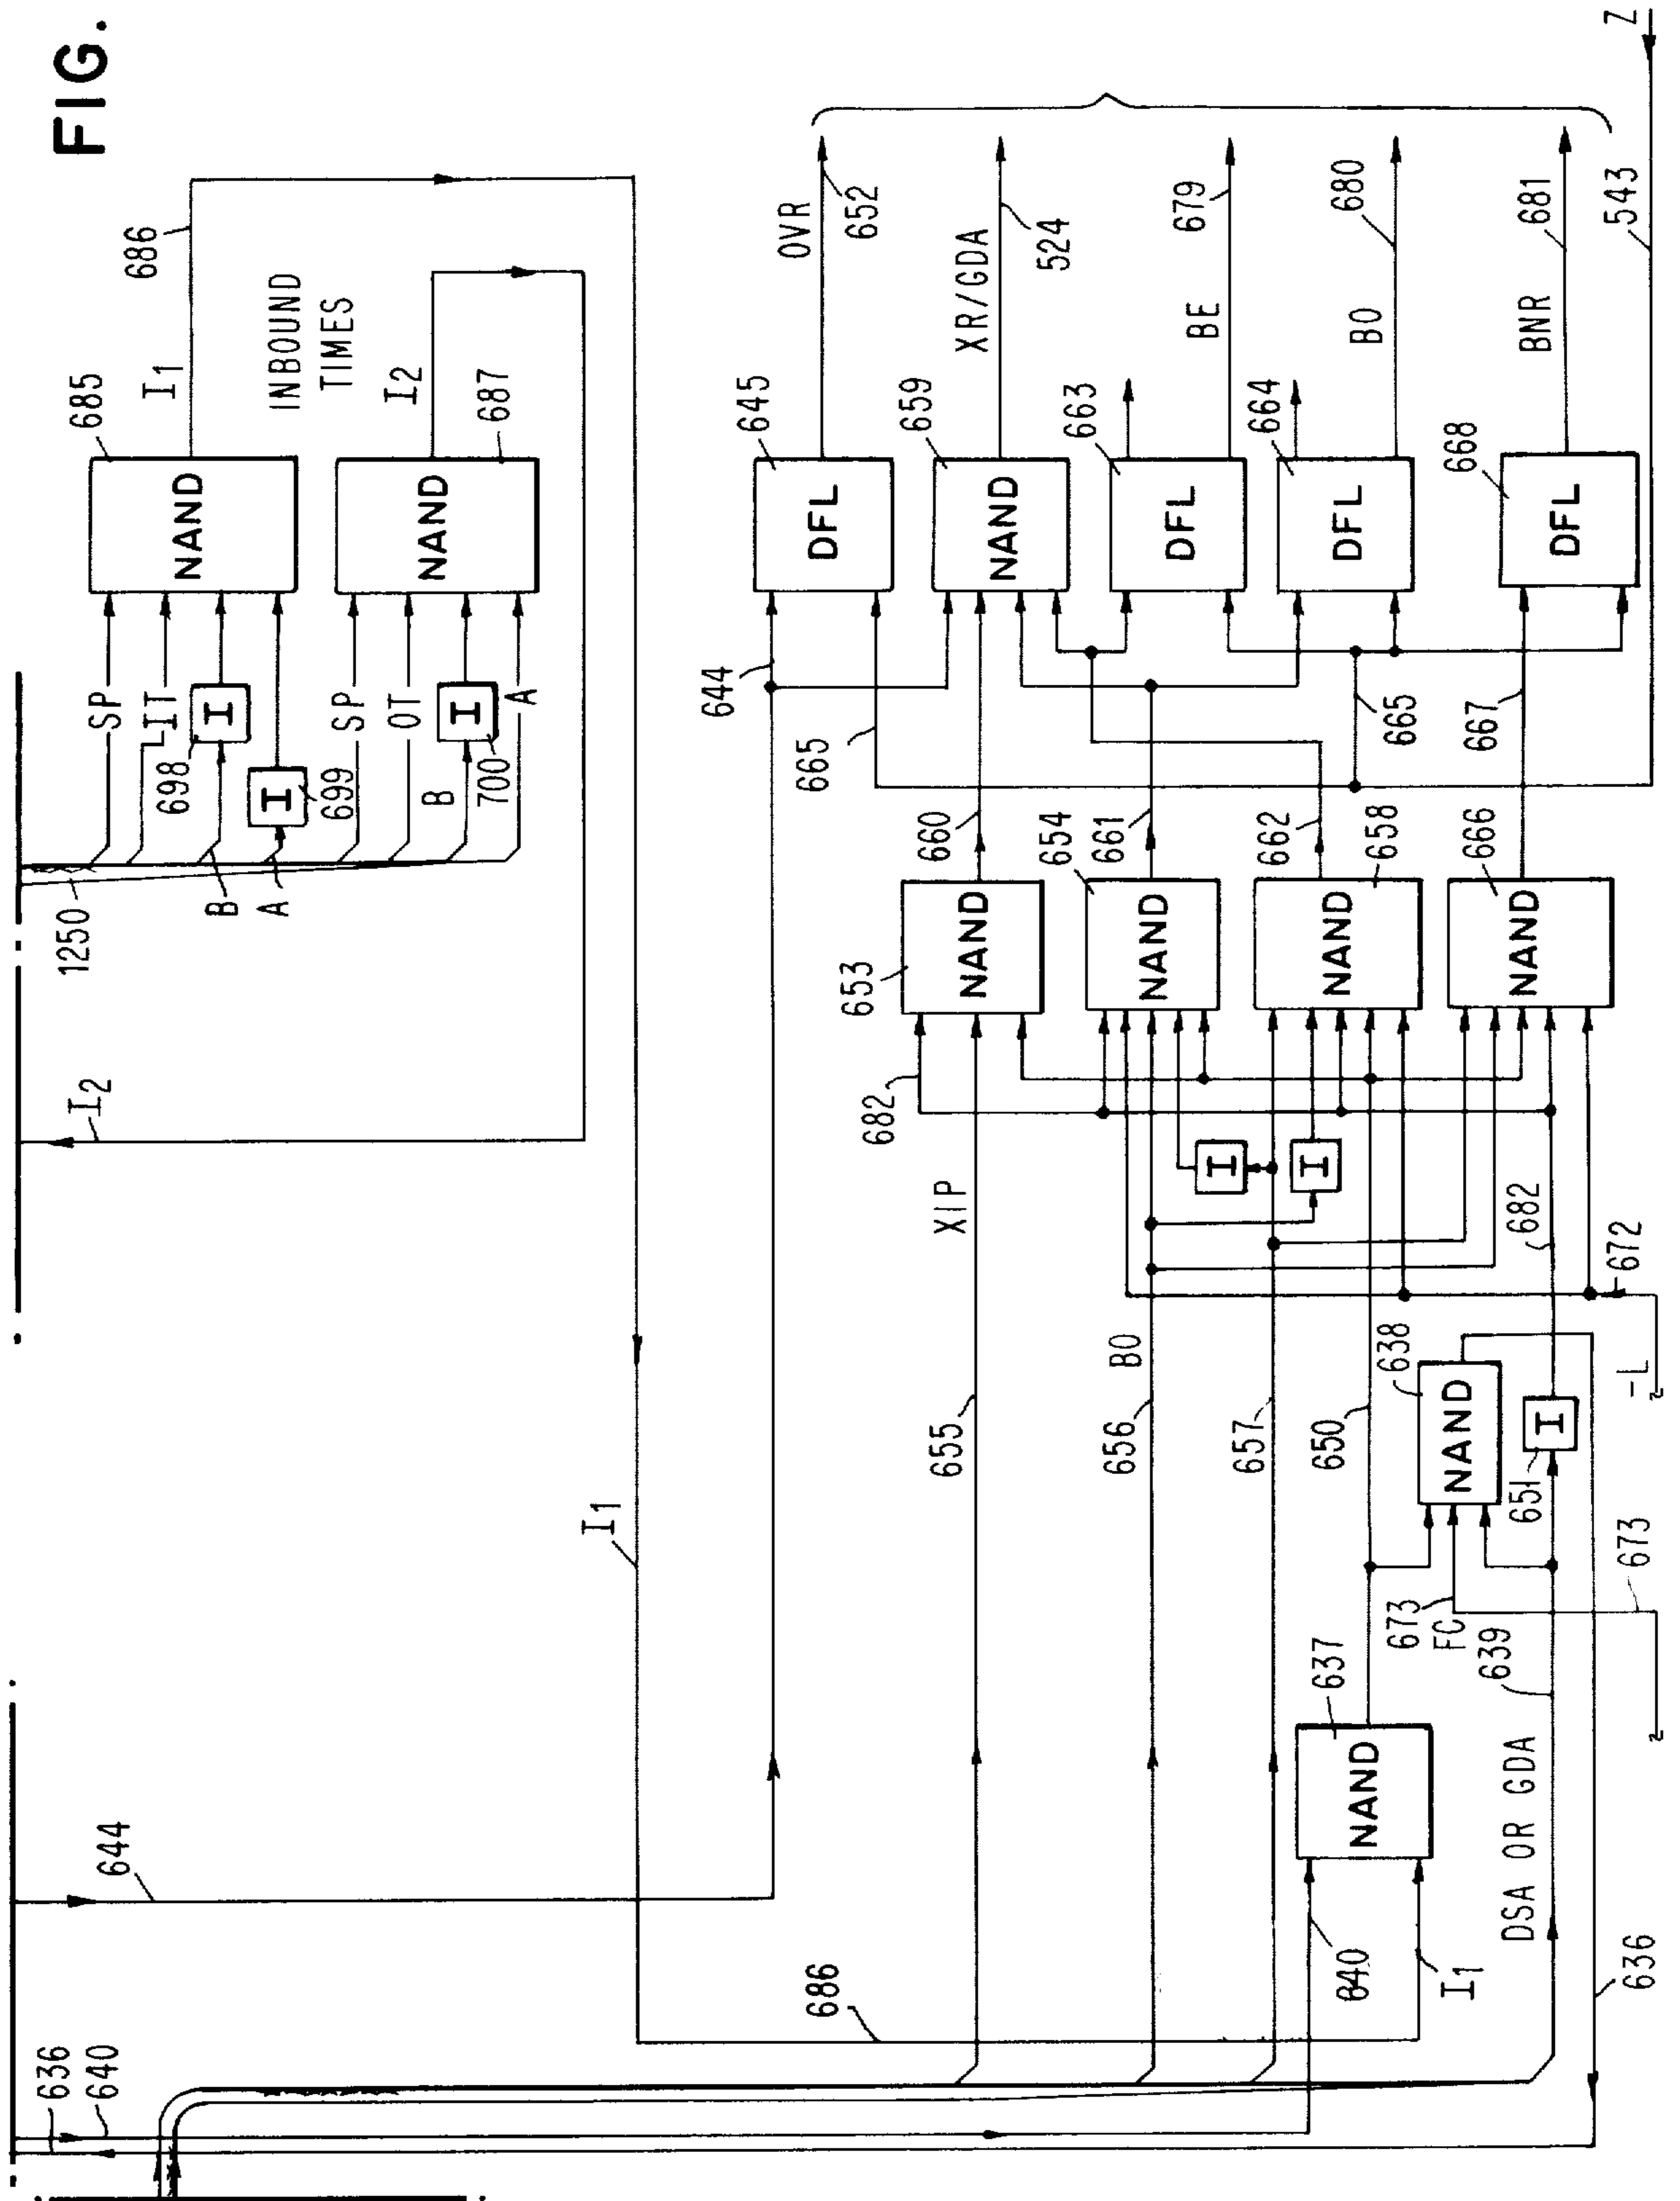 FIG.
SP
IT
698
I
B
A
I
699
1250
NAND
685
I1
686
INBOUND
TIMES
SP
OT
B
I
700
A
NAND
687
I2
I2
I1
636
640
644
686
644
665
DFL
645
OVR
652
XIP
655
682
653
NAND
660
NAND
659
XR/GDA
524
BO
656
654
NAND
661
DFL
663
BE
679
657
I
I
NAND
662
658
DFL
664
BO
680
650
665
637
NAND
640
I1
638
NAND
673
FC
639
DSA OR GDA
651
I
682
672
-L
673
NAND
666
667
DFL
668
BNR
681
636
543
Z